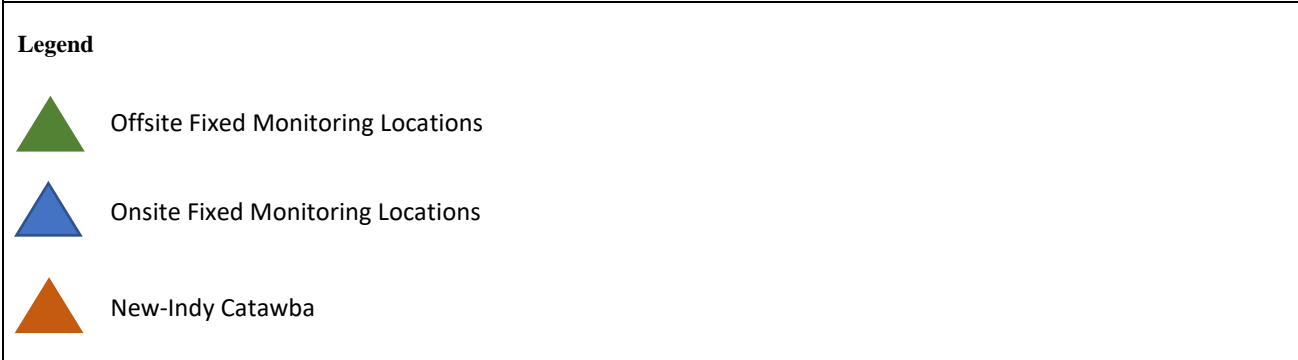 Legend
Offsite Fixed Monitoring Locations
Onsite Fixed Monitoring Locations
New-Indy Catawba